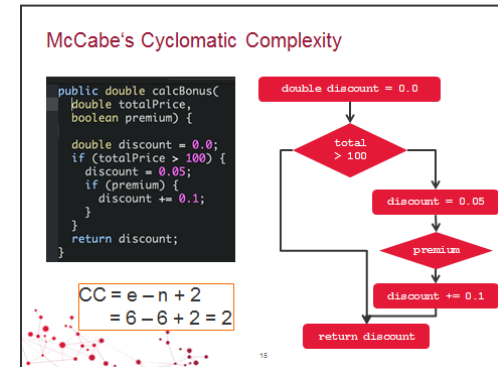 McCabe's Cyclomatic Complexity
public double calcBonus(
double totalPrice,
boolean premium) {
double discount = 0.0;
if (totalPrice > 100) {
discount = 0.05;
if (premium) {
discount += 0.1;
}
}
return discount;
}
CC = e – n + 2
= 6 – 6 + 2 = 2
double discount = 0.0
total
> 100
discount = 0.05
premium
discount += 0.1
return discount
15